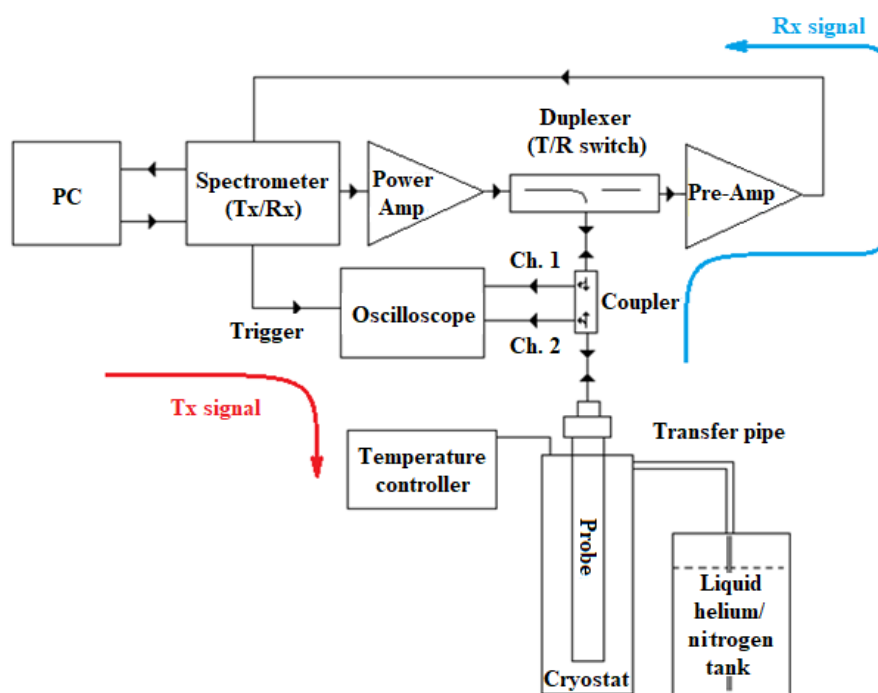 Rx signal
Duplexer
(T/R switch)
PC
Spectrometer
(Tx/Rx)
Power
Amp
Pre-Amp
Ch. 1
Coupler
Oscilloscope
Trigger
Ch. 2
Tx signal
Transfer pipe
Temperature
controller
Probe
Liquid
helium/
nitrogen
tank
Cryostat